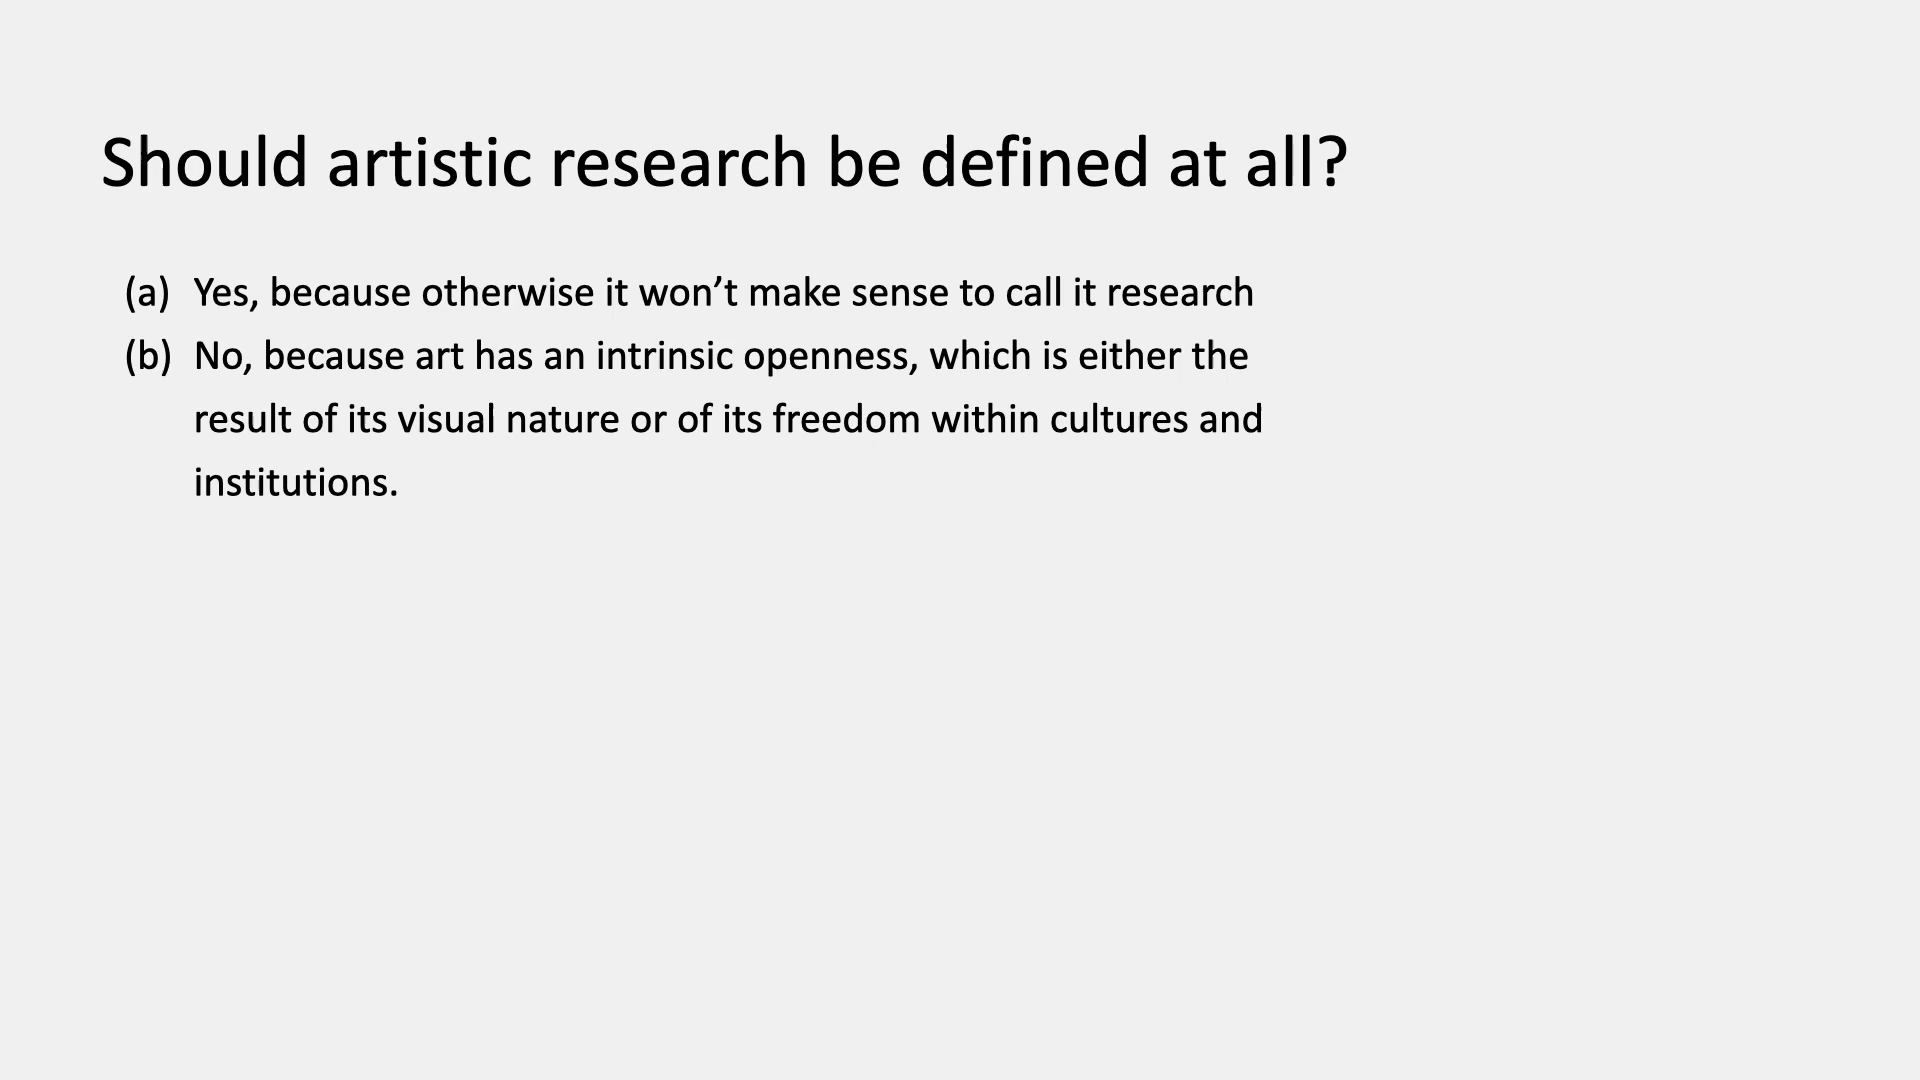 Should artistic research be defined at all?
(a) Yes, because otherwise it won’t make sense to call it research
(b) No, because art has an intrinsic openness, which is either the
result of its visual nature or of its freedom within cultures and
institutions.